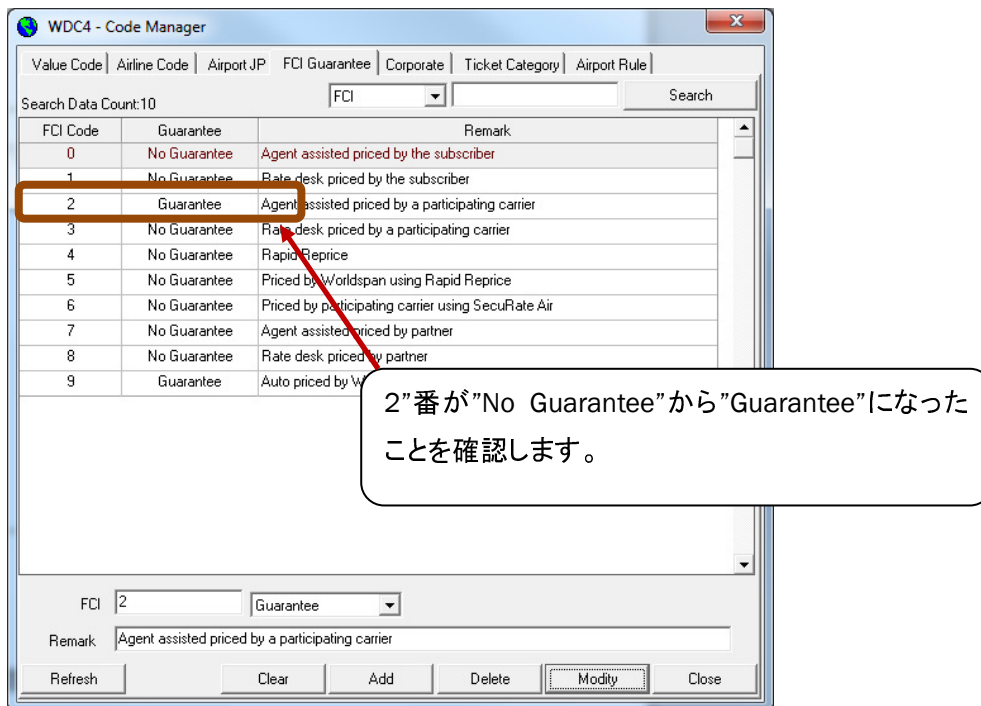 WDC4 - Code Manager
Value Code Airline Code Airport JP FCI Guarantee Corporate Ticket Category Airport Rule
Search Data Count:10 FCI Search
FCI Code Guarantee Remark
0 No Guarantee Agent assisted priced by the subscriber
1 No Guarantee Rate desk priced by the subscriber
2 Guarantee Agent assisted priced by a participating carrier
3 No Guarantee Rate desk priced by a participating carrier
4 No Guarantee Rapid Reprice
5 No Guarantee Priced by Worldspan using Rapid Reprice
6 No Guarantee Priced by participating carrier using SecuRate Air
7 No Guarantee Agent assisted priced by partner
8 No Guarantee Rate desk priced by partner
9 Guarantee Auto priced by
2”番が”No Guarantee”から”Guarantee”になった
ことを確認します。
FCI 2 Guarantee
Remark Agent assisted priced by a participating carrier
Refresh Clear Add Delete Modify Close